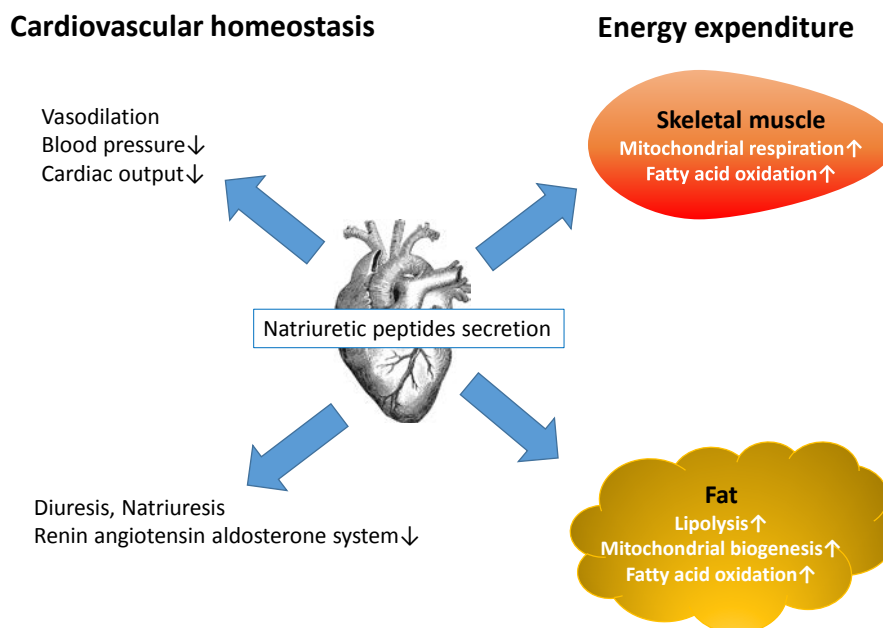 Cardiovascular homeostasis
Energy expenditure
Vasodilation
Blood pressure↓
Cardiac output↓
Skeletal muscle
Mitochondrial respiration↑
Fatty acid oxidation↑
Natriuretic peptides secretion
Diuresis, Natriuresis
Renin angiotensin aldosterone system↓
Fat
Lipolysis↑
Mitochondrial biogenesis↑
Fatty acid oxidation↑